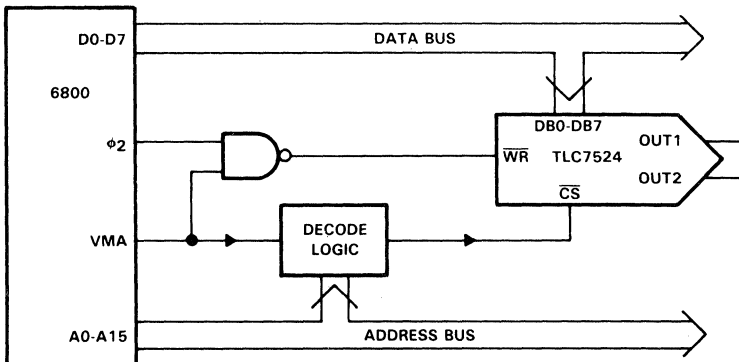 D0-D7
DATA BUS
6800
DB0-DB7
ϕ2
OUT1
WR TLC7524
OUT2
CS
VMA
DECODE
LOGIC
A0-A15
ADDRESS BUS